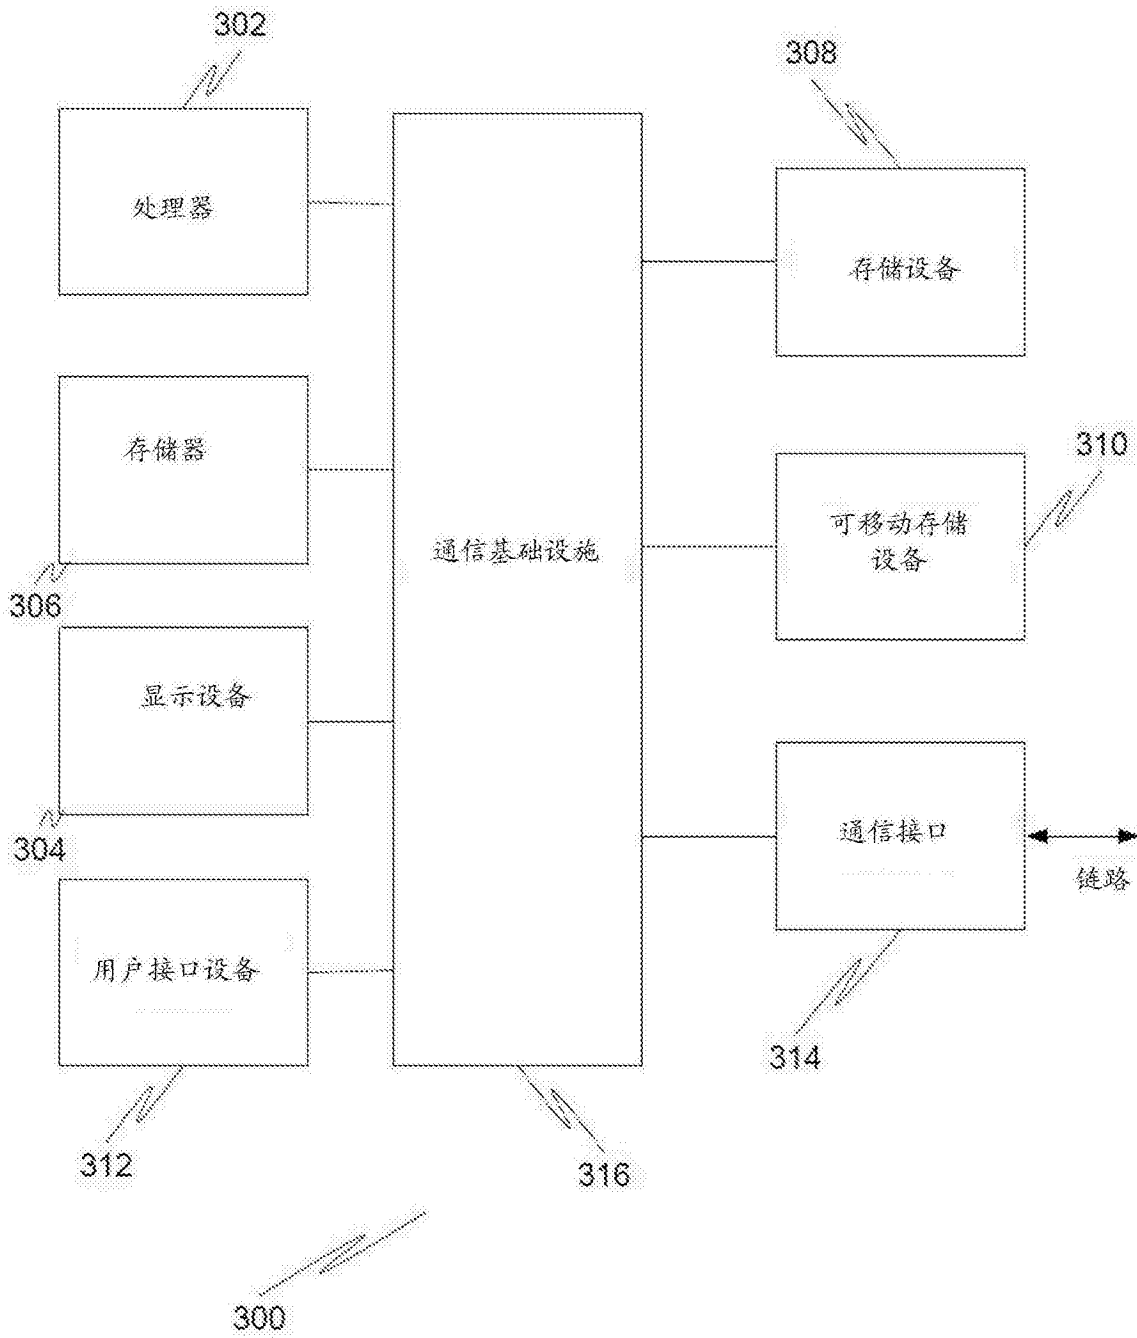 302
308
处理器
存储设备
310
存储器
可移动存储
设备
通信基础设施
306
显示设备
304
通信接口
链路
用户接口设备
314
312
316
300